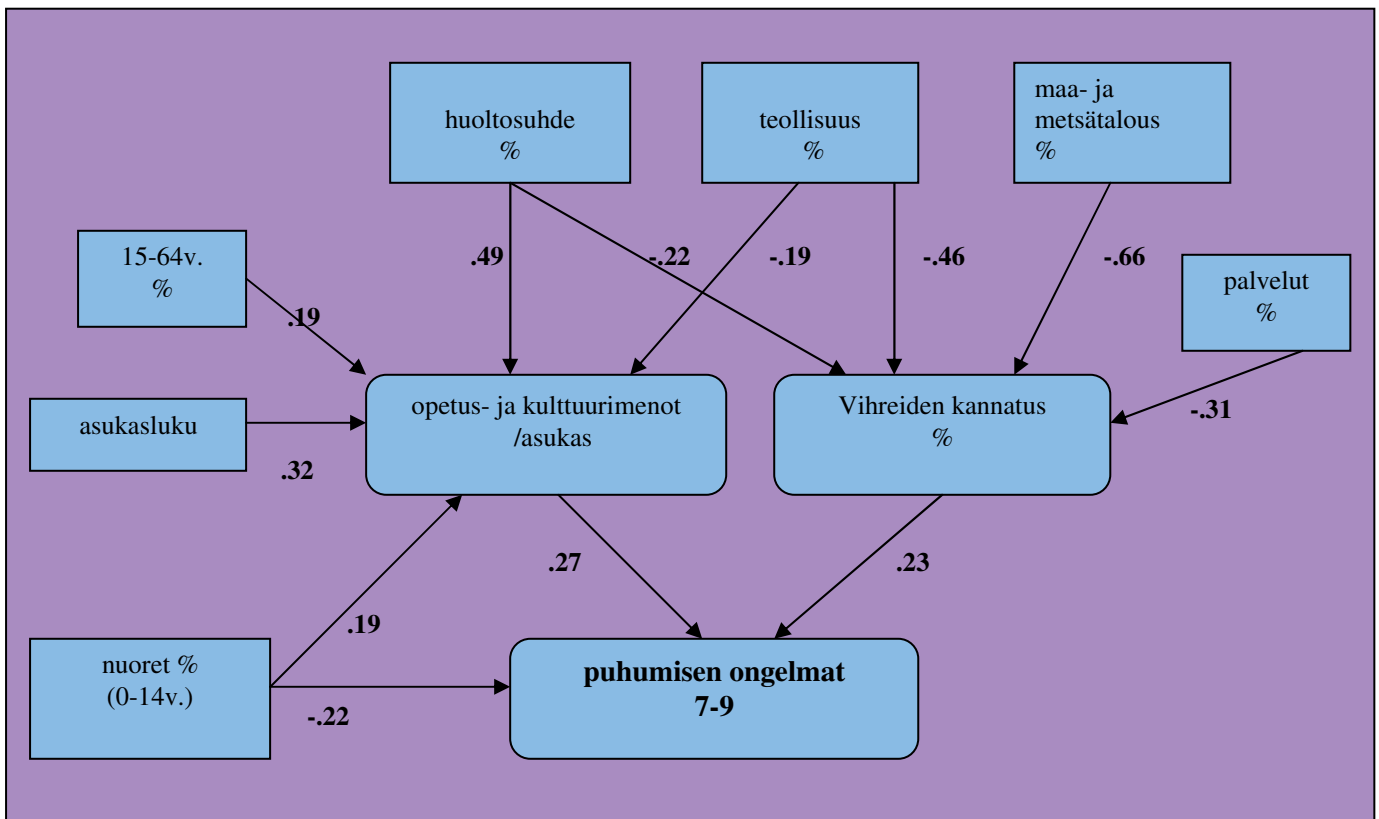 huoltosuhde
%
teollisuus
%
maa- ja
metsätalous
%
15-64v.
%
.49
-.22
-.19
-.46
-.66
palvelut
%
.19
asukasluku
.32
opetus- ja kulttuurimenot
/asukas
Vihreiden kannatus
%
-.31
.27
.23
.19
nuoret %
(0-14v.)
-.22
puhumisen ongelmat
7-9